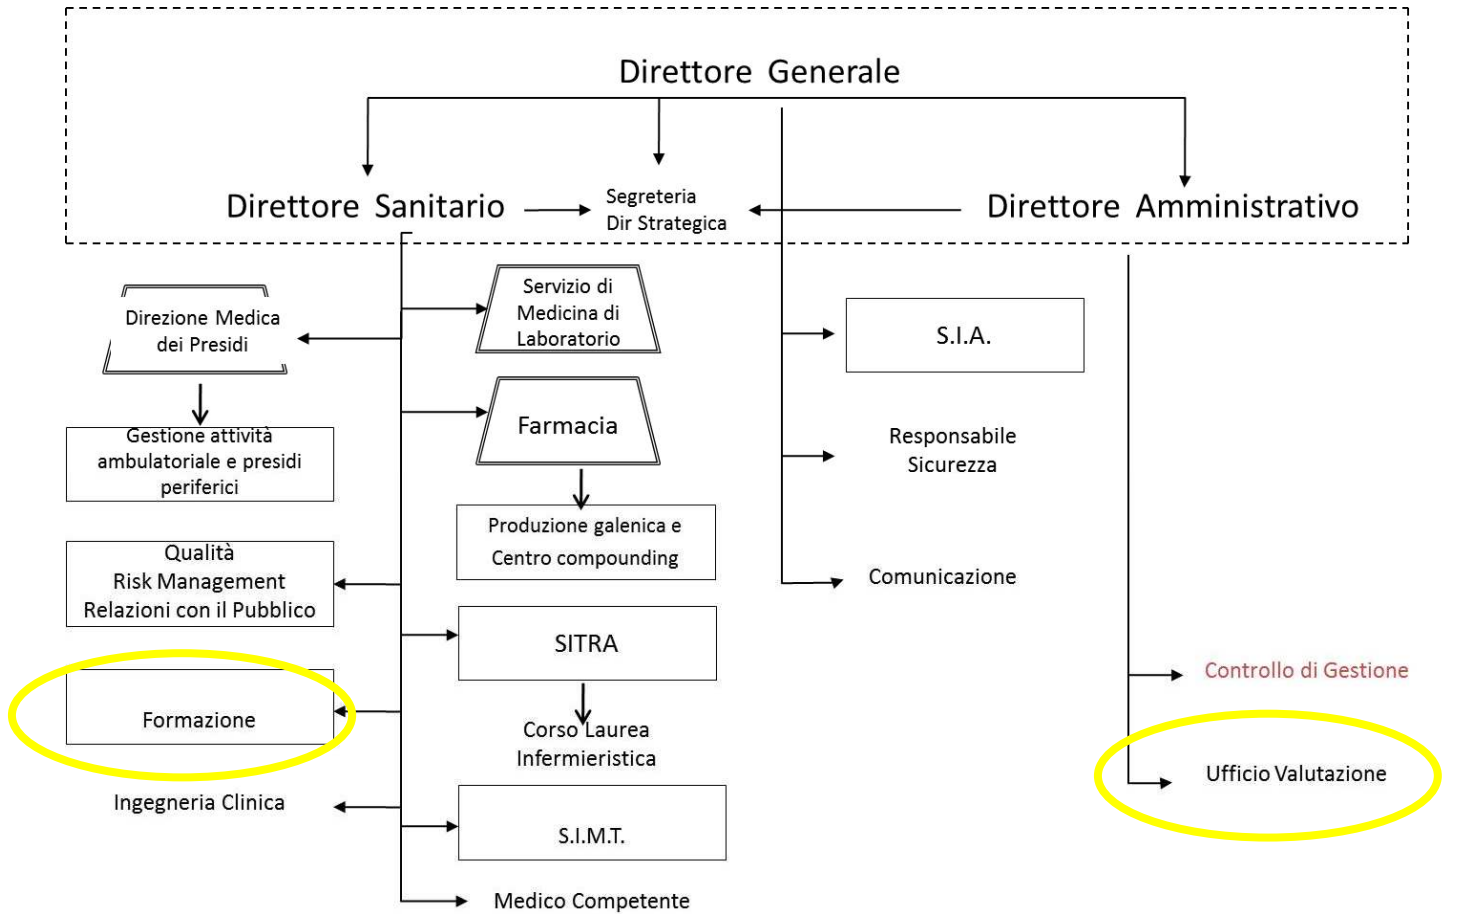 Direttore Generale
Direttore Sanitario
Segreteria
Dir Strategica
Direttore Amministrativo
Direzione Medica
dei Presidi
Gestione attività
ambulatoriale e presidi
periferici
Qualità
Risk Management
Relazioni con il Pubblico
Formazione
Ingegneria Clinica
Servizio di
Medicina di
Laboratorio
Farmacia
Produzione galenica e
Centro compounding
SITRA
Corso Laurea
Infermieristica
S.I.M.T.
Medico Competente
S.I.A.
Responsabile
Sicurezza
Comunicazione
Controllo di Gestione
Ufficio Valutazione